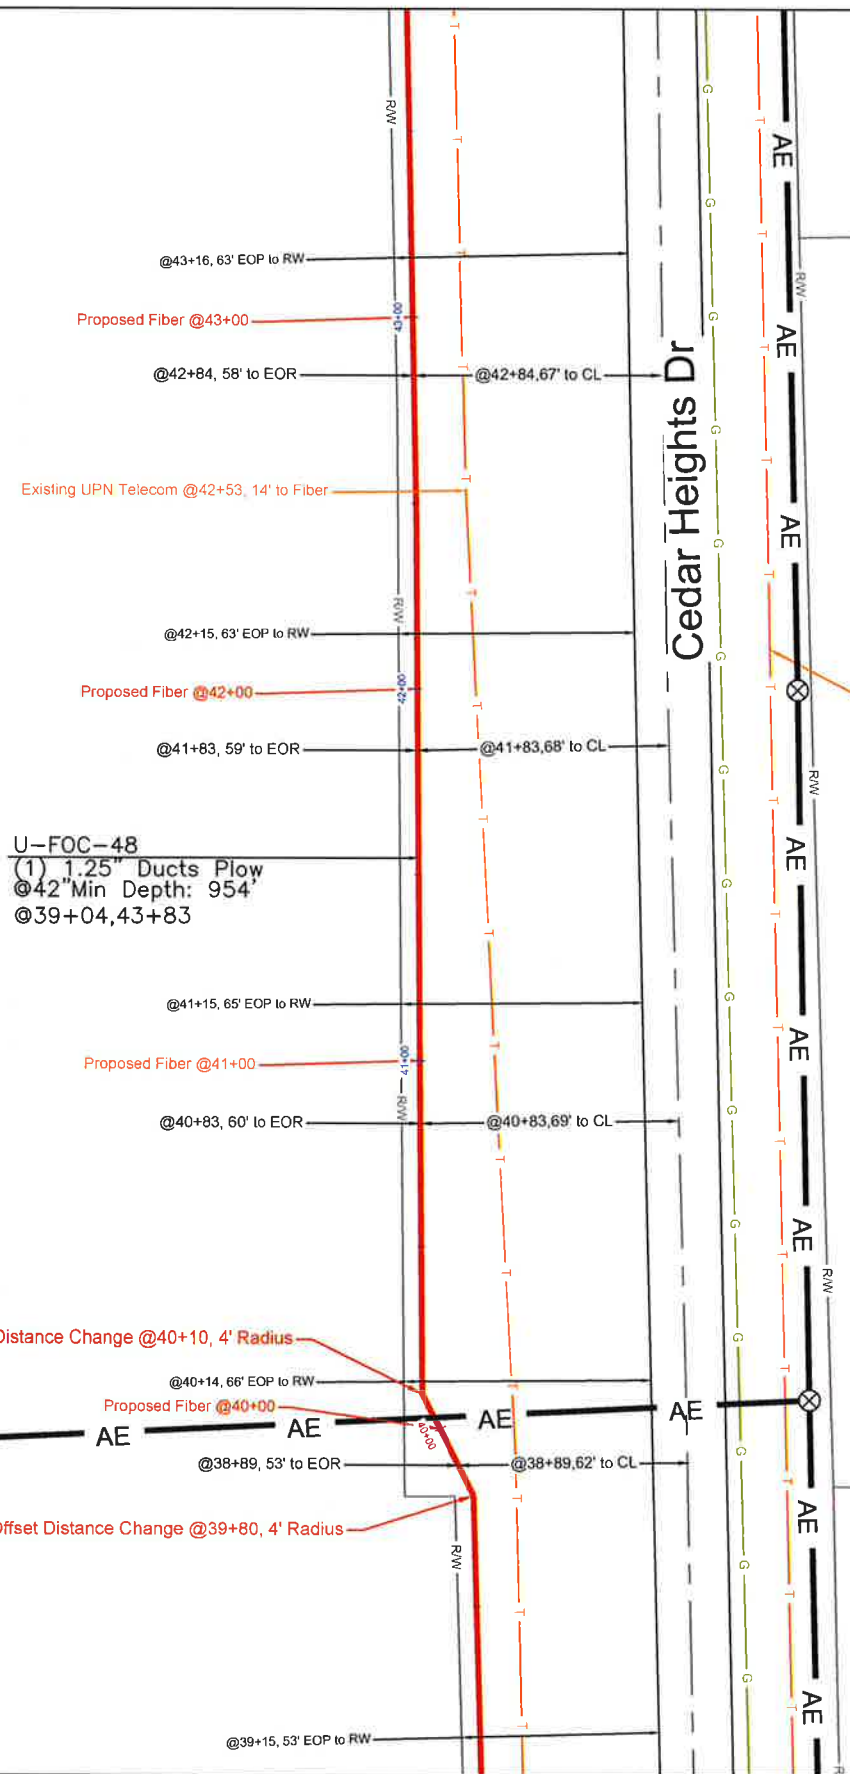 R/W
T
G
T
AE
@43+16, 63' EOP to RW
R/W
Proposed Fiber @43+00
43+00
AE
@42+84, 58' to EOR
@42+84,67' to CL
Cedar Heights Dr
Existing UPN Telecom @42+53, 14' to Fiber
AE
R/W
@42+15, 63' EOP to RW
Proposed Fiber @42+00
42+00
@41+83, 59' to EOR
@41+83,68' to CL
R/W
U-FOC-48
(1) 1.25" Ducts Plow
@42"Min Depth: 954'
@39+04,43+83
AE
@41+15, 65' EOP to RW
AE
Proposed Fiber @41+00
41+00
R/W
@40+83, 60' to EOR
@40+83,69' to CL
AE
R/W
Distance Change @40+10, 4' Radius
@40+14, 66' EOP to RW
Proposed Fiber @40+00
40+00
AE AE AE AE
@38+89, 53' to EOR
@38+89,62' to CL
Offset Distance Change @39+80, 4' Radius
AE
R/W
AE
@39+15, 53' EOP to RW